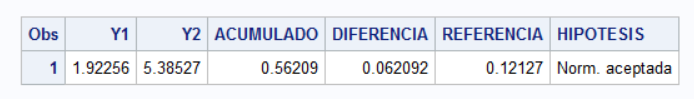 Obs Y1 Y2 ACUMULADO DIFERENCIA REFERENCIA HIPOTESIS
1 1.92256 5.38527 0.56209 0.062092 0.12127 Norm. aceptada